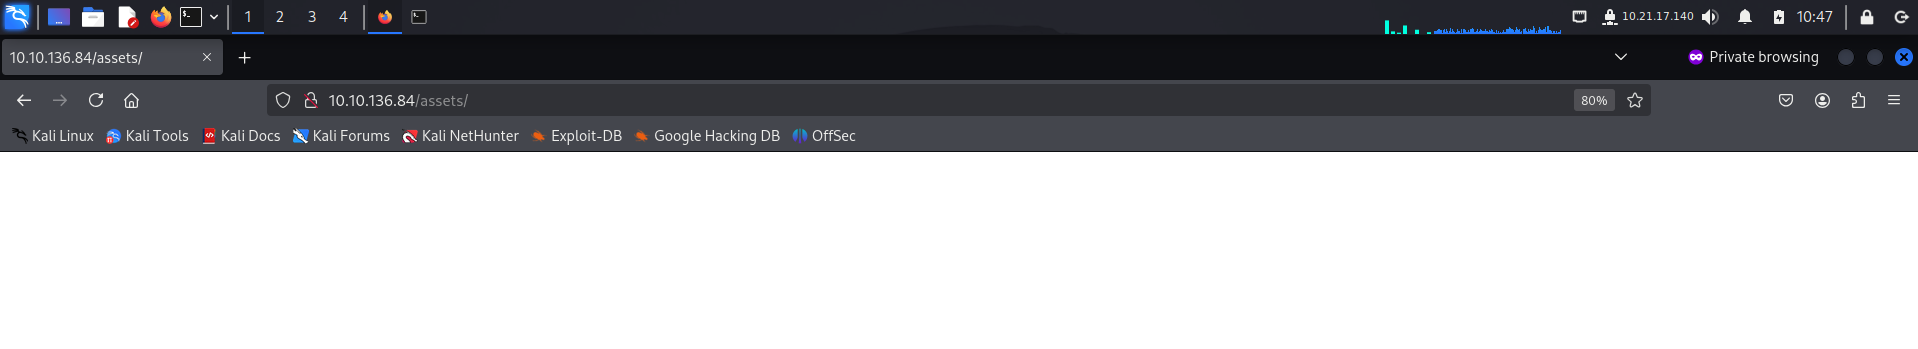 1 2 3 4 10.21.17.140 10:47
10.10.136.84/assets/ Private browsing
10.10.136.84/assets/ 80%
Kali Linux Kali Tools Kali Docs Kali Forums Kali NetHunter Exploit-DB Google Hacking DB OffSec